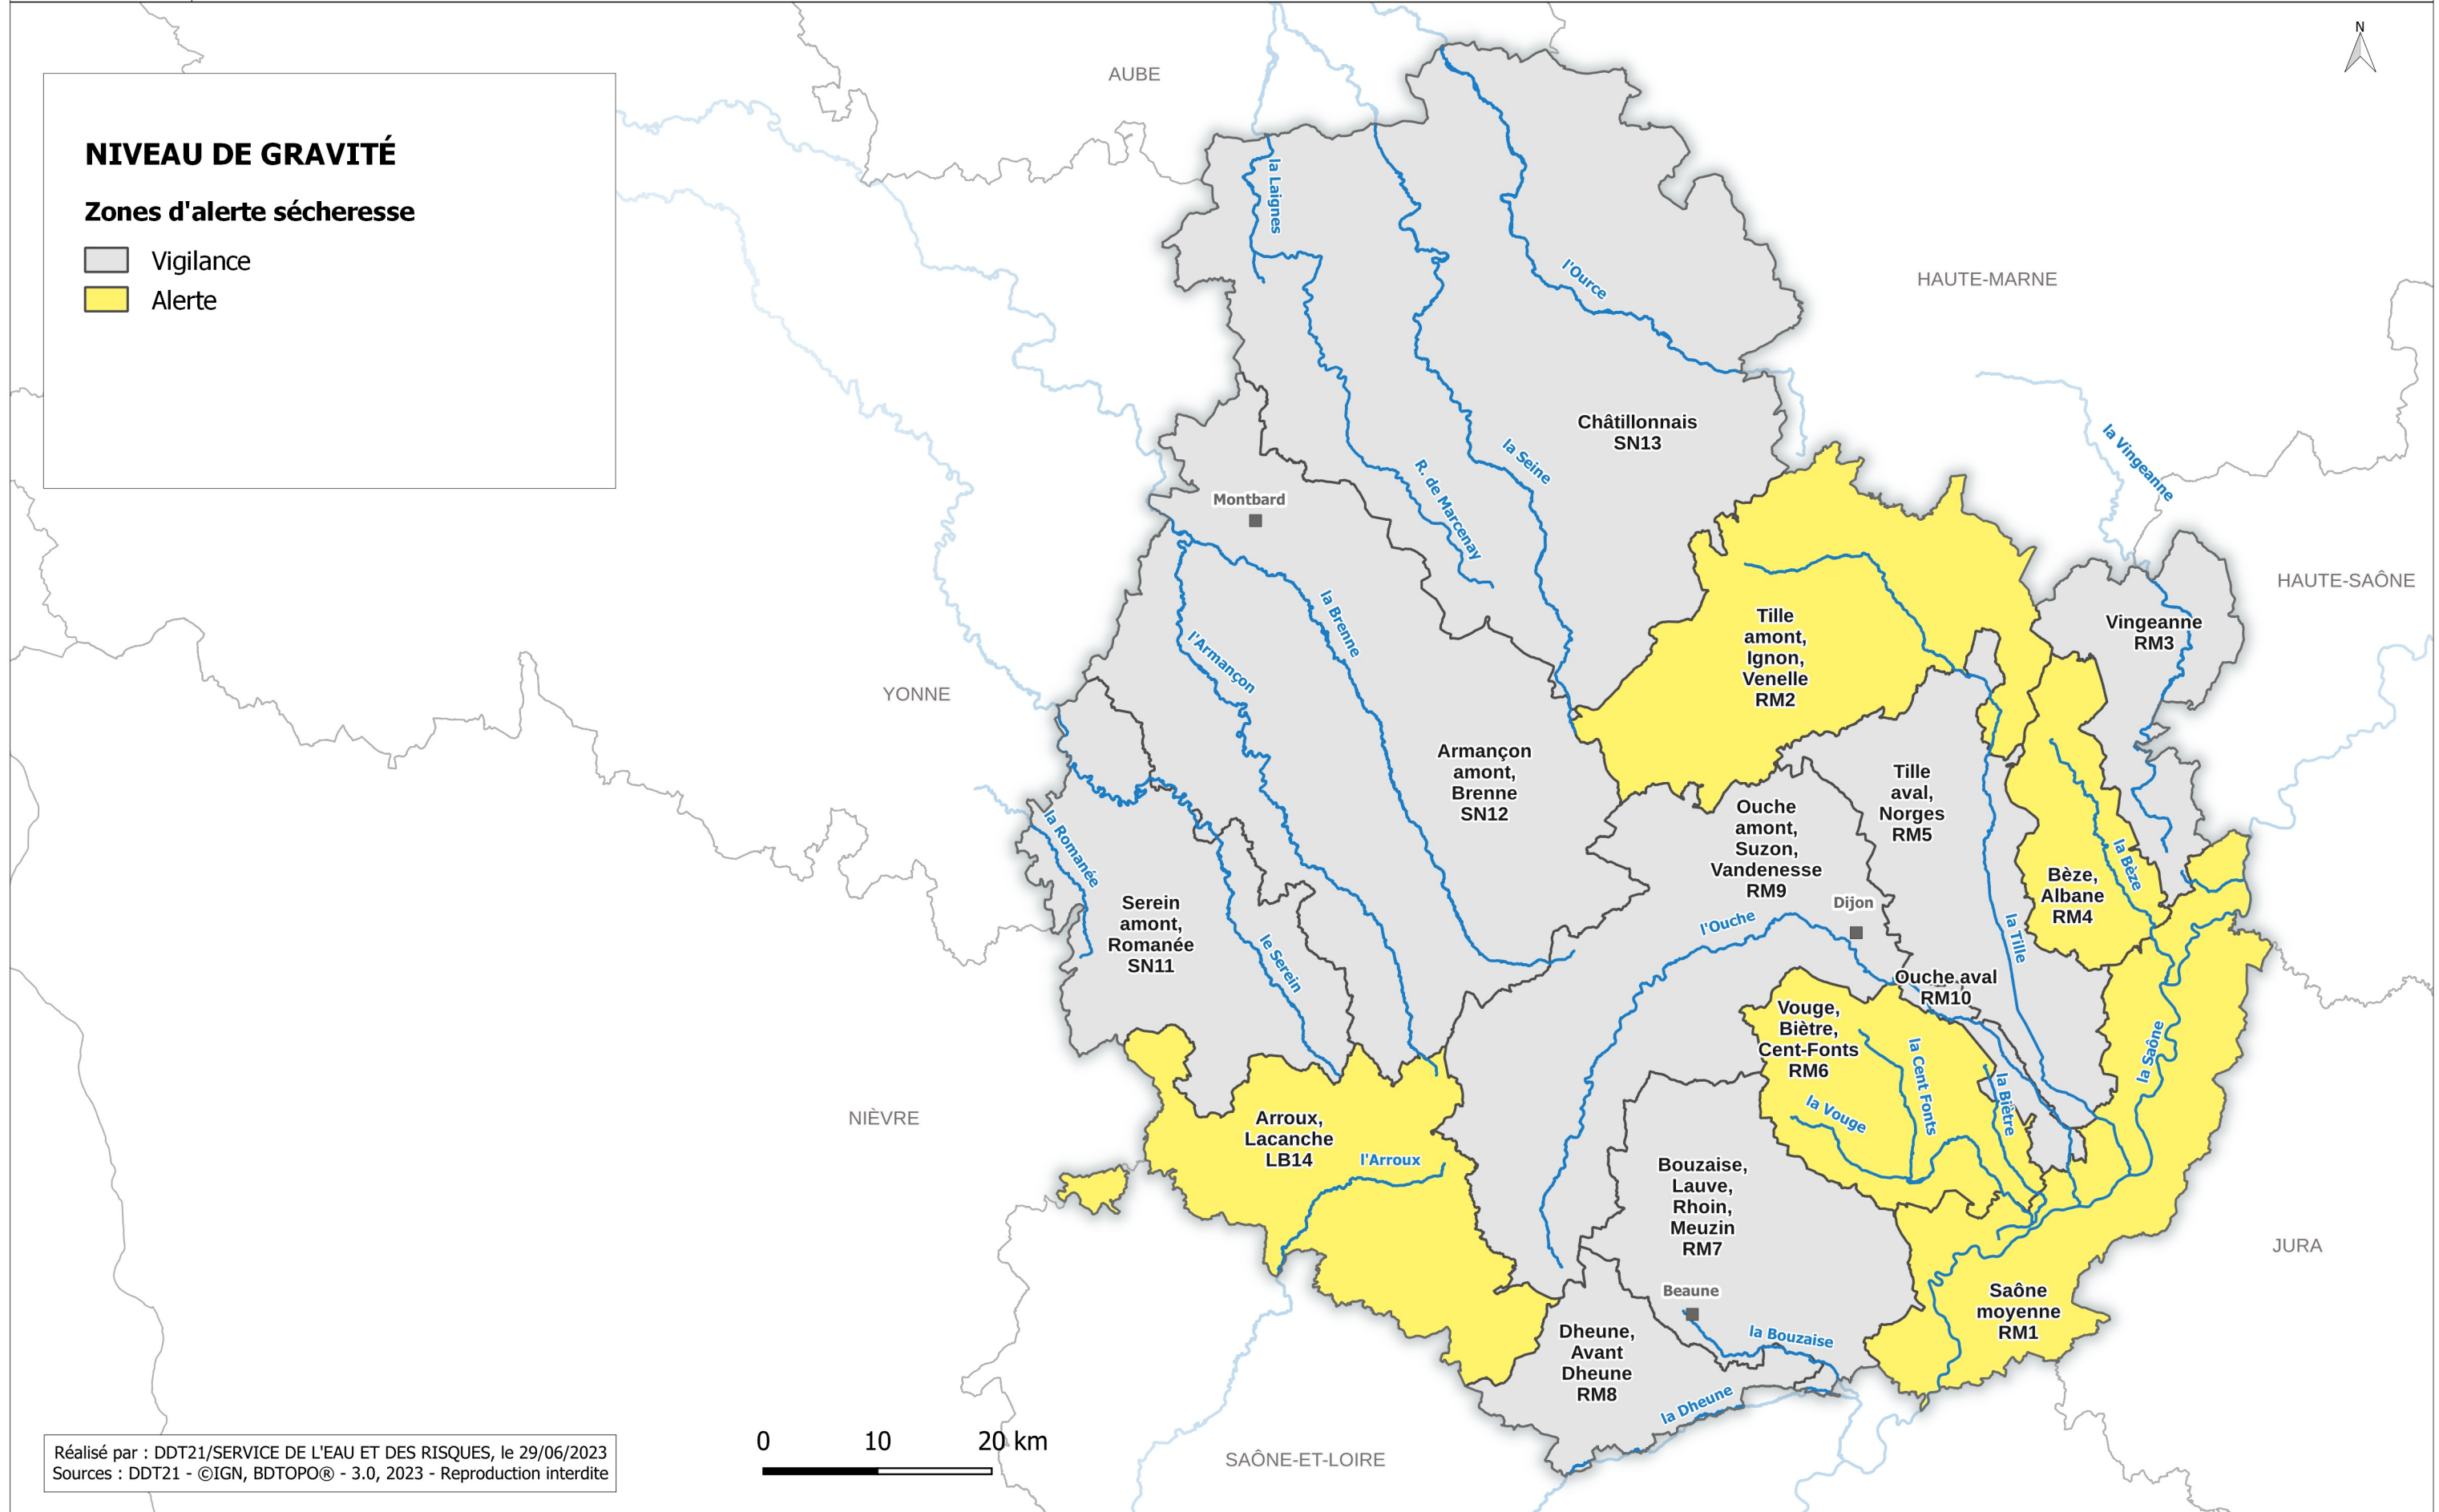 N
AUBE
NIVEAU DE GRAVITÉ
Zones d'alerte sécheresse
Vigilance
Alerte
la Laignes
l'Ource
HAUTE-MARNE
Châtillonnais
SN13
la Seine
R. de Marcenay
la Vingeanne
Montbard
HAUTE-SAÔNE
Tille
amont,
Ignon,
Venelle
RM2
Vingeanne
RM3
la Brenne
l'Armançon
YONNE
Armançon
amont,
Brenne
SN12
Tille
aval,
Norges
RM5
Ouche
amont,
Suzon,
Vandenesse
RM9
la Romanée
la Bèze
Bèze,
Albane
RM4
Dijon
Serein
amont,
Romanée
SN11
le Serein
l'Ouche
la Tille
Ouche aval
RM10
Vouge,
Biètre,
Cent-Fonts
RM6
la Cent Fonts
la Biètre
la Saône
la Vouge
NIÈVRE
Arroux,
Lacanche
LB14
l'Arroux
Bouzaise,
Lauve,
Rhoin,
Meuzin
RM7
JURA
Beaune
Saône
moyenne
RM1
Dheune,
Avant
Dheune
RM8
la Bouzaise
la Dheune
0 10 20 km
SAÔNE-ET-LOIRE
Réalisé par : DDT21/SERVICE DE L'EAU ET DES RISQUES, le 29/06/2023
Sources : DDT21 - ©IGN, BDTOPO® - 3.0, 2023 - Reproduction interdite